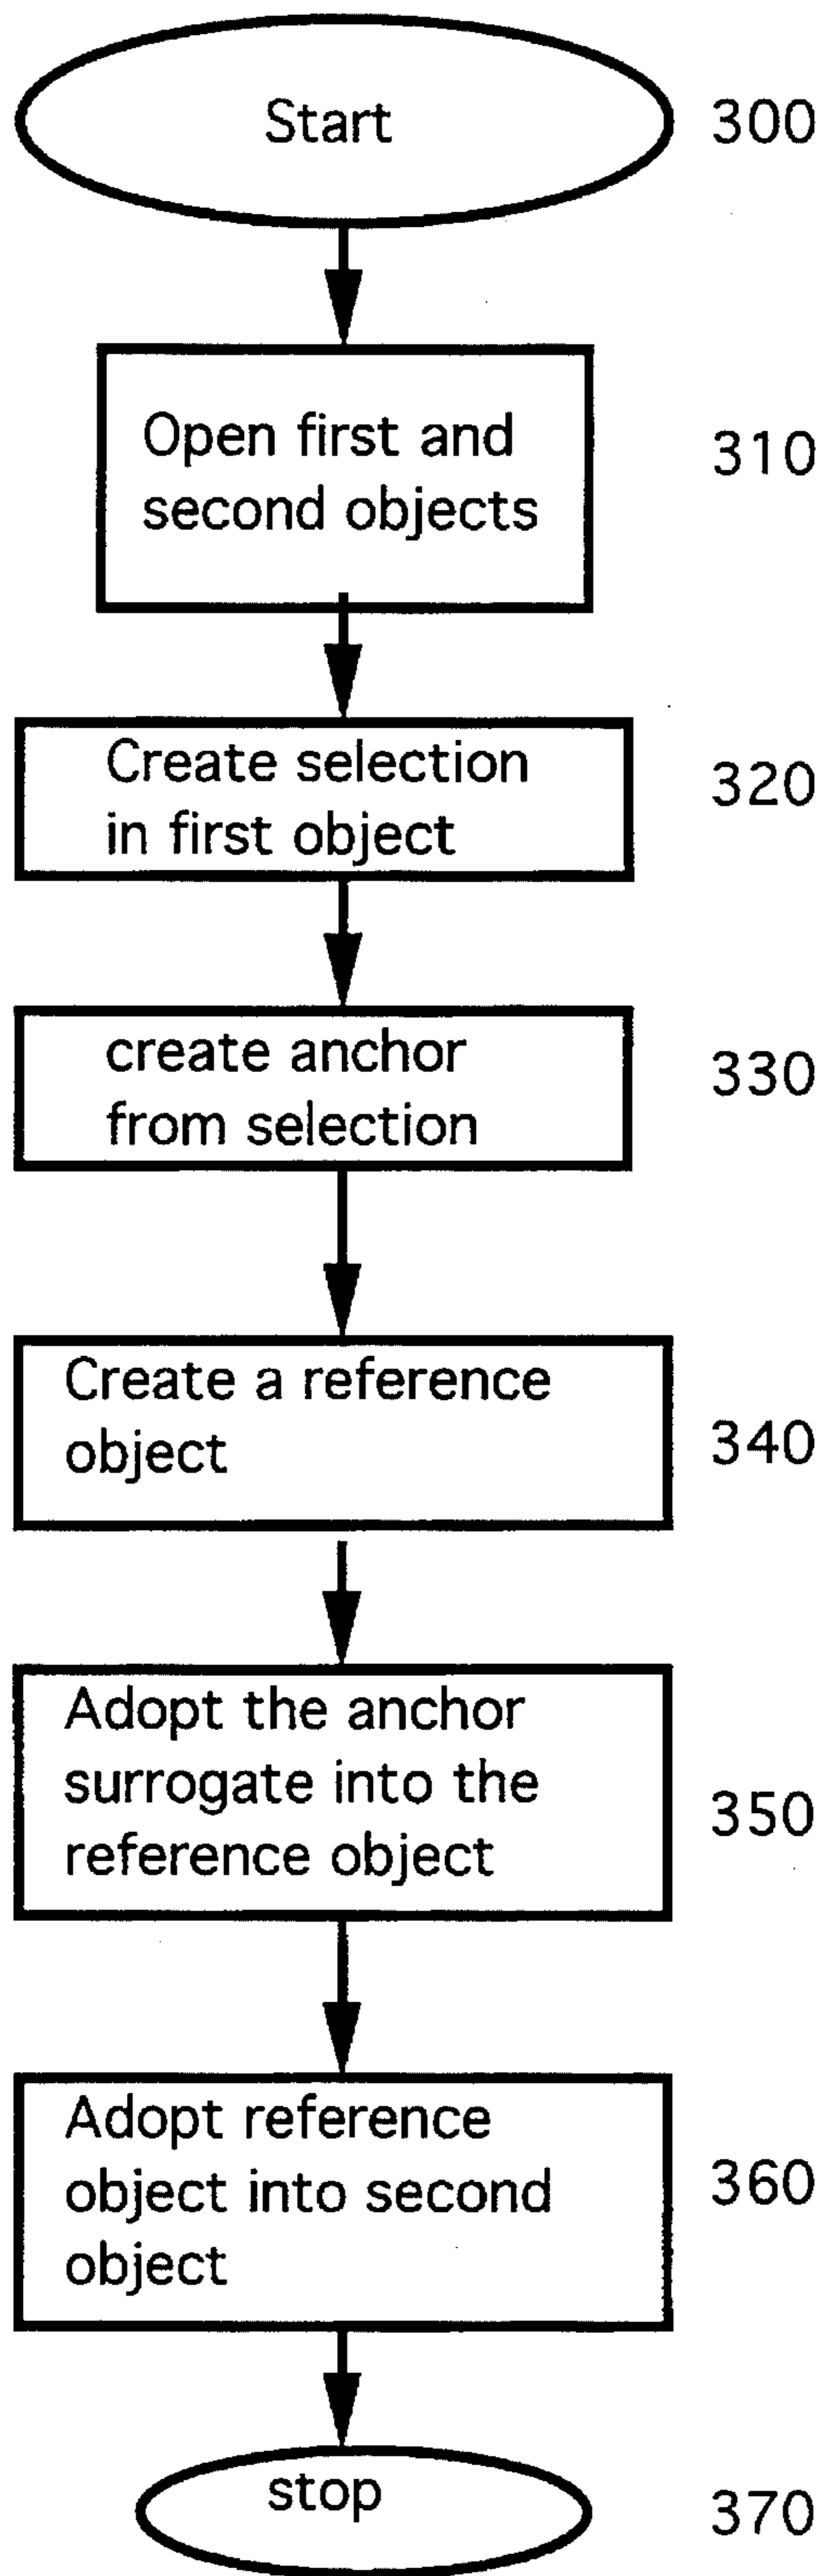 Start
300
Open first and
second objects
310
Create selection
in first object
320
create anchor
from selection
330
Create a reference
object
340
Adopt the anchor
surrogate into the
reference object
350
Adopt reference
object into second
object
360
stop
370